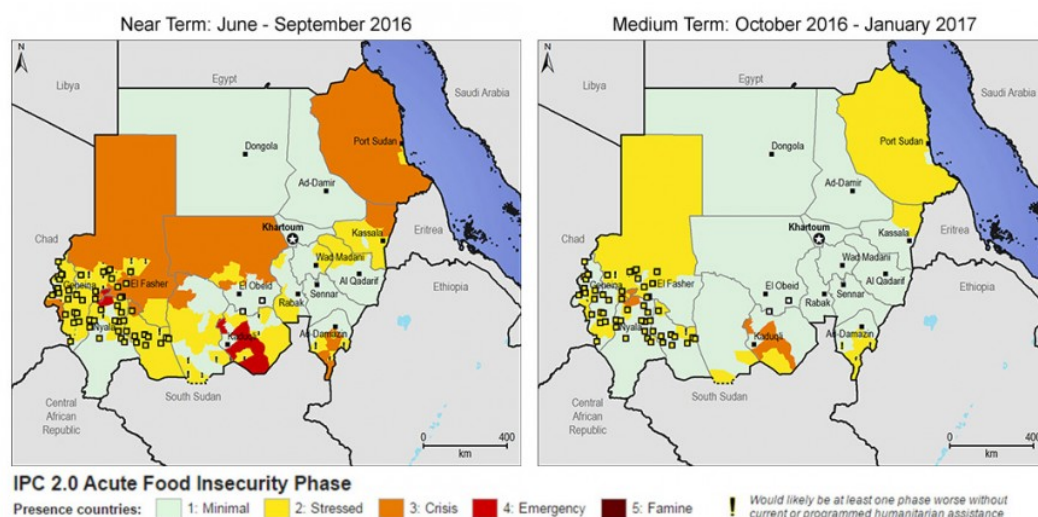 Near Term: June - September 2016
Medium Term: October 2016 - January 2017
N
Libya
Egypt
Saudi Arabia
Dongola
Port Sudan
Ad-Damir
Khartoum
Kassala
Chad
Eritrea
Wad Madani
Geneina
El Fasher
El Obeid
Al Qadarif
Sennar
Rabak
Ethiopia
Nyala
Ad-Damazin
Kadugli
South Sudan
Central
African
Republic
0 400
km
N
Libya
Egypt
Saudi Arabia
Dongola
Port Sudan
Ad-Damir
Khartoum
Kassala
Chad
Eritrea
Wad Madani
Geneina
El Fasher
El Obeid
Al Qadarif
Sennar
Rabak
Ethiopia
Nyala
Ad-Damazin
Kadugli
South Sudan
Central
African
Republic
0 400
km
IPC 2.0 Acute Food Insecurity Phase
Presence countries: 1: Minimal 2: Stressed 3: Crisis 4: Emergency 5: Famine
! Would likely be at least one phase worse without
current or programmed humanitarian assistance